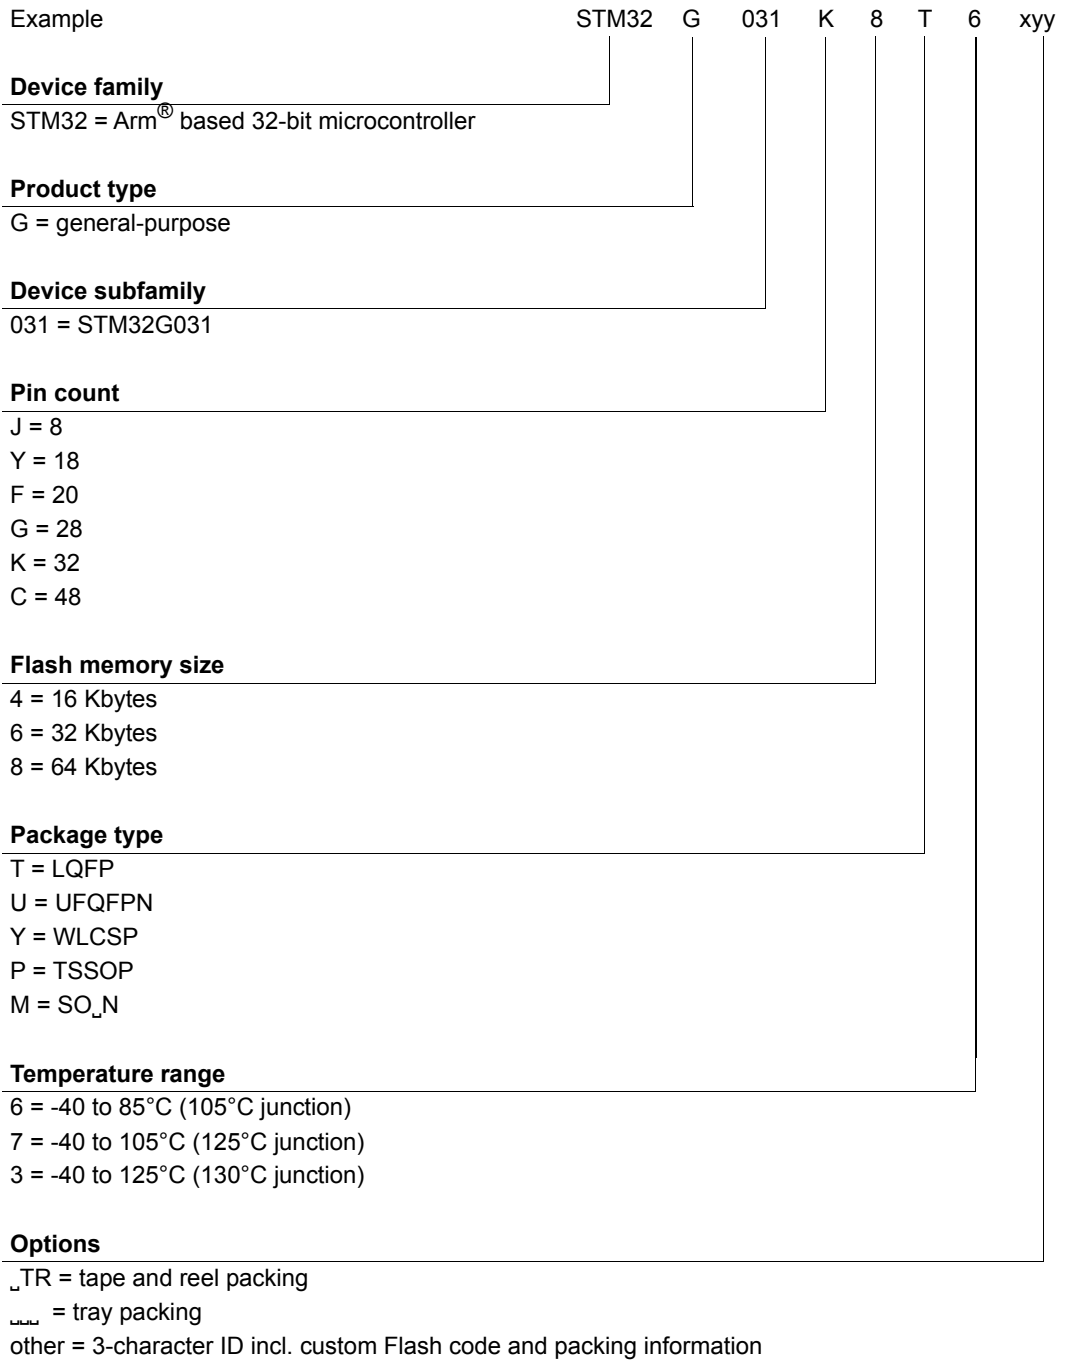 Example STM32 G 031 K 8 T 6 xyy
Device family
STM32 = Arm® based 32-bit microcontroller
Product type
G = general-purpose
Device subfamily
031 = STM32G031
Pin count
J = 8
Y = 18
F = 20
G = 28
K = 32
C = 48
Flash memory size
4 = 16 Kbytes
6 = 32 Kbytes
8 = 64 Kbytes
Package type
T = LQFP
U = UFQFPN
Y = WLCSP
P = TSSOP
M = SO␣N
Temperature range
6 = -40 to 85°C (105°C junction)
7 = -40 to 105°C (125°C junction)
3 = -40 to 125°C (130°C junction)
Options
␣TR = tape and reel packing
␣␣␣ = tray packing
other = 3-character ID incl. custom Flash code and packing information